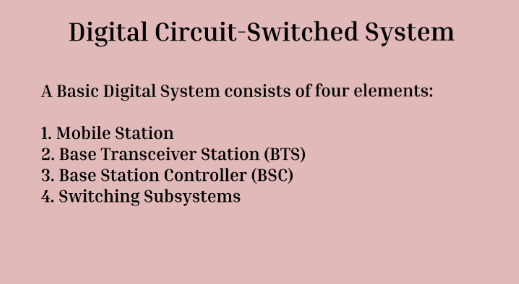 Digital Circuit-Switched System
A Basic Digital System consists of four elements:
1. Mobile Station
2. Base Transceiver Station (BTS)
3. Base Station Controller (BSC)
4. Switching Subsystems